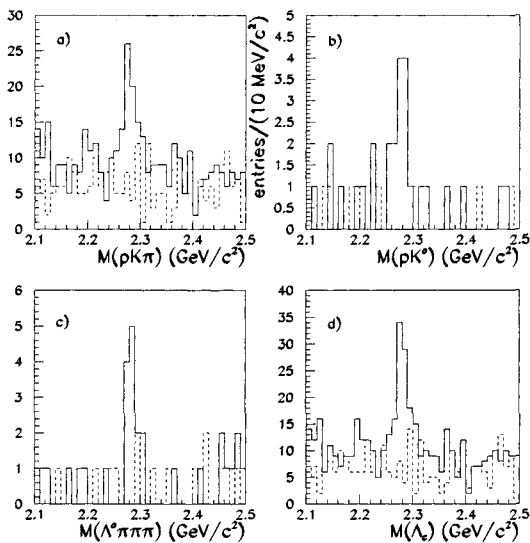 a)
30
25
20
15
10
5
0
2.1 2.2 2.3 2.4 2.5
M(pKπ) (GeV/c²)
entries/(10 MeV/c²)
b)
5
4.5
4
3.5
3
2.5
2
1.5
1
0.5
0
2.1 2.2 2.3 2.4 2.5
M(pK°) (GeV/c²)
c)
6
5
4
3
2
1
0
2.1 2.2 2.3 2.4 2.5
M(Λ°πππ) (GeV/c²)
d)
40
35
30
25
20
15
10
5
0
2.1 2.2 2.3 2.4 2.5
M(Λc) (GeV/c²)